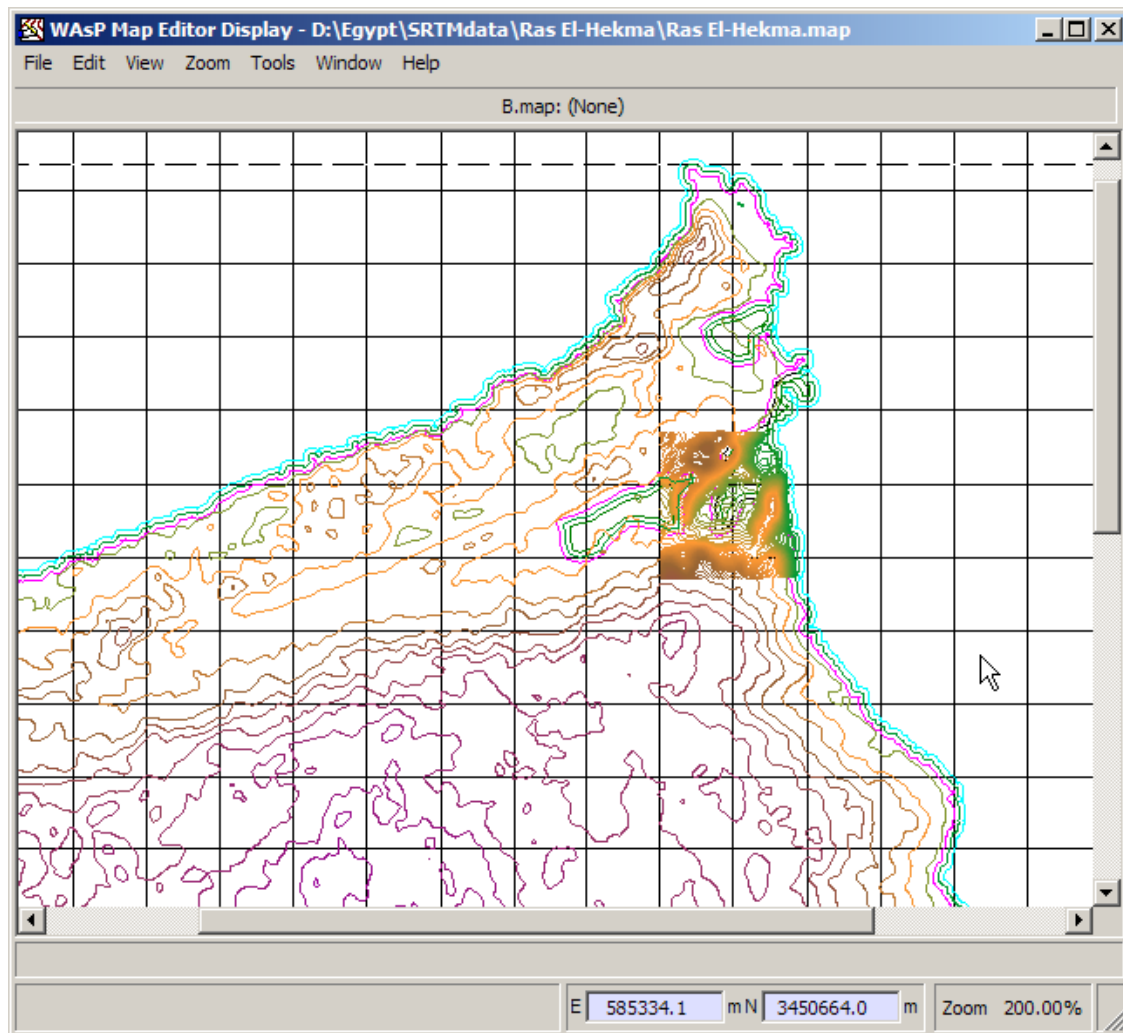 WAsP Map Editor Display - D:\Egypt\SRTMdata\Ras El-Hekma\Ras El-Hekma.map
File Edit View Zoom Tools Window Help
B.map: (None)
E 585334.1 m N 3450664.0 m Zoom 200.00%